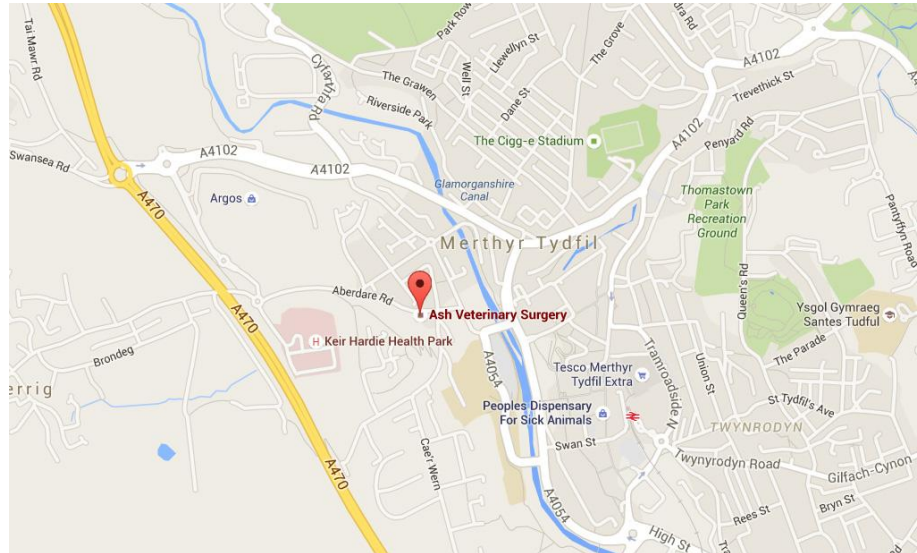 Tai Mawr Rd
Swansea Rd
A470
A470
A470
Cyfarthfa Rd
A4102
A4102
Argos
The Grawen
Riverside Park
Park Row
Well St
Llewellyn St
Dane St
The Grove
A4102
A4102
Trevethick St
Penyard Rd
The Cigg-e Stadium
Glamorganshire
Canal
Merthyr Tydfil
Thomastown
Park
Recreation
Ground
Queen's Rd
Pantyffyn Road
Aberdare Rd
Ash Veterinary Surgery
H Keir Hardie Health Park
Brondeg
errig
Cae'r Wern
A4054
A4054
Tesco Merthyr
Tydfil Extra
Peoples Dispensary
For Sick Animals
Swan St
Tramroadside N
Union St
Ysgol Gymraeg
Santes Tudful
The Parade
St Tydfil's Ave
TWYNRODYN
Twynyrodyn Road
Gilfach-Cynon
Rees St
Bryn St
High St